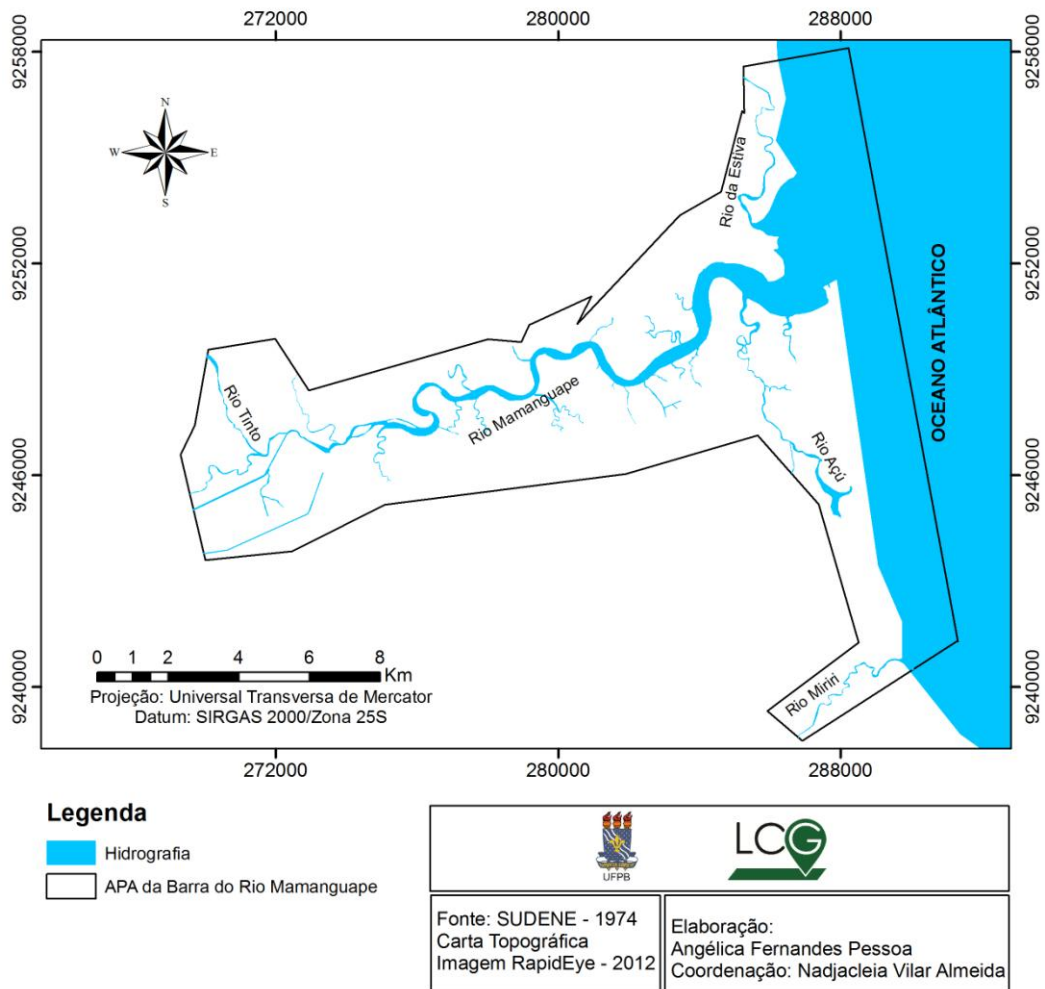 272000
280000
288000
9258000
9258000
N
W
E
S
Rio da Estiva
9252000
9252000
OCEANO ATLÂNTICO
Rio Tinto
Rio Mamanguape
Rio Açú
9246000
9246000
0 1 2 4 6 8
Km
Projeção: Universal Transversa de Mercator
Datum: SIRGAS 2000/Zona 25S
9240000
Rio Miriri
9240000
272000
280000
288000
Legenda
Hidrografia
APA da Barra do Rio Mamanguape
UFPB
LCG
Fonte: SUDENE - 1974
Carta Topográfica
Imagem RapidEye - 2012
Elaboração:
Angélica Fernandes Pessoa
Coordenação: Nadjacleia Vilar Almeida